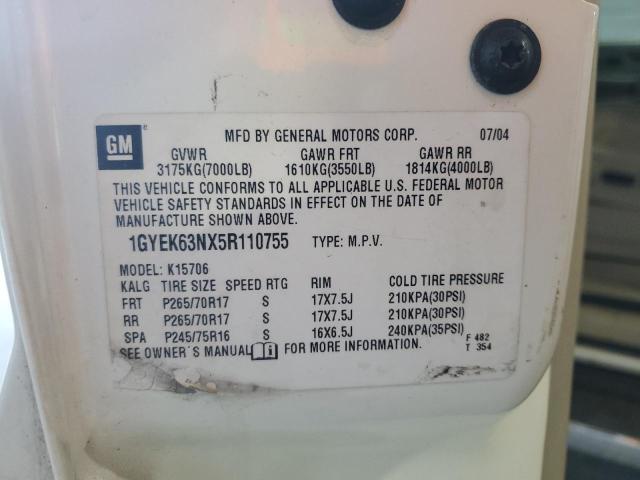 GM ®
MFD BY GENERAL MOTORS CORP. 07/04
GVWR GAWR FRT GAWR RR
3175KG(7000LB) 1610KG(3550LB) 1814KG(4000LB)
THIS VEHICLE CONFORMS TO ALL APPLICABLE U.S. FEDERAL MOTOR
VEHICLE SAFETY STANDARDS IN EFFECT ON THE DATE OF
MANUFACTURE SHOWN ABOVE.
1GYEK63NX5R110755 TYPE: M.P.V.
MODEL: K15706
KALG TIRE SIZE SPEED RTG RIM COLD TIRE PRESSURE
FRT P265/70R17 S 17X7.5J 210KPA(30PSI)
RR P265/70R17 S 17X7.5J 210KPA(30PSI)
SPA P245/75R16 S 16X6.5J 240KPA(35PSI)
SEE OWNER'S MANUAL i FOR MORE INFORMATION.
F 482
T 354